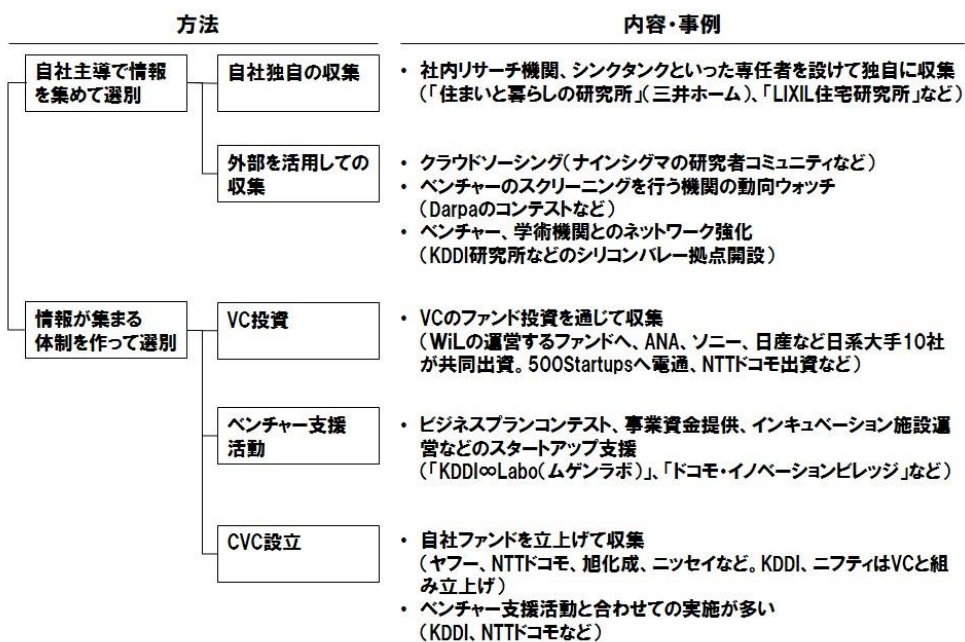 方法
内容・事例
自社主導で情報
を集めて選別
自社独自の収集
• 社内リサーチ機関、シンクタンクといった専任者を設けて独自に収集
(「住まいと暮らしの研究所」(三井ホーム)、「LIXIL住宅研究所」など)
外部を活用しての
収集
• クラウドソーシング(ナインシグマの研究者コミュニティなど)
• ベンチャーのスクリーニングを行う機関の動向ウォッチ
(Darpaのコンテストなど)
• ベンチャー、学術機関とのネットワーク強化
(KDDI研究所などのシリコンバレー拠点開設)
情報が集まる
体制を作って選別
VC投資
• VCのファンド投資を通じて収集
(WiLの運営するファンドへ、ANA、ソニー、日産など日系大手10社
が共同出資。500Startupsへ電通、NTTドコモ出資など)
ベンチャー支援
活動
• ビジネスプランコンテスト、事業資金提供、インキュベーション施設運
営などのスタートアップ支援
(「KDDI∞Labo(ムゲンラボ)」、「ドコモ・イノベーションビレッジ」など)
CVC設立
• 自社ファンドを立上げて収集
(ヤフー、NTTドコモ、旭化成、ニッセイなど。KDDI、ニフティはVCと組
み立上げ)
• ベンチャー支援活動と合わせての実施が多い
(KDDI、NTTドコモなど)